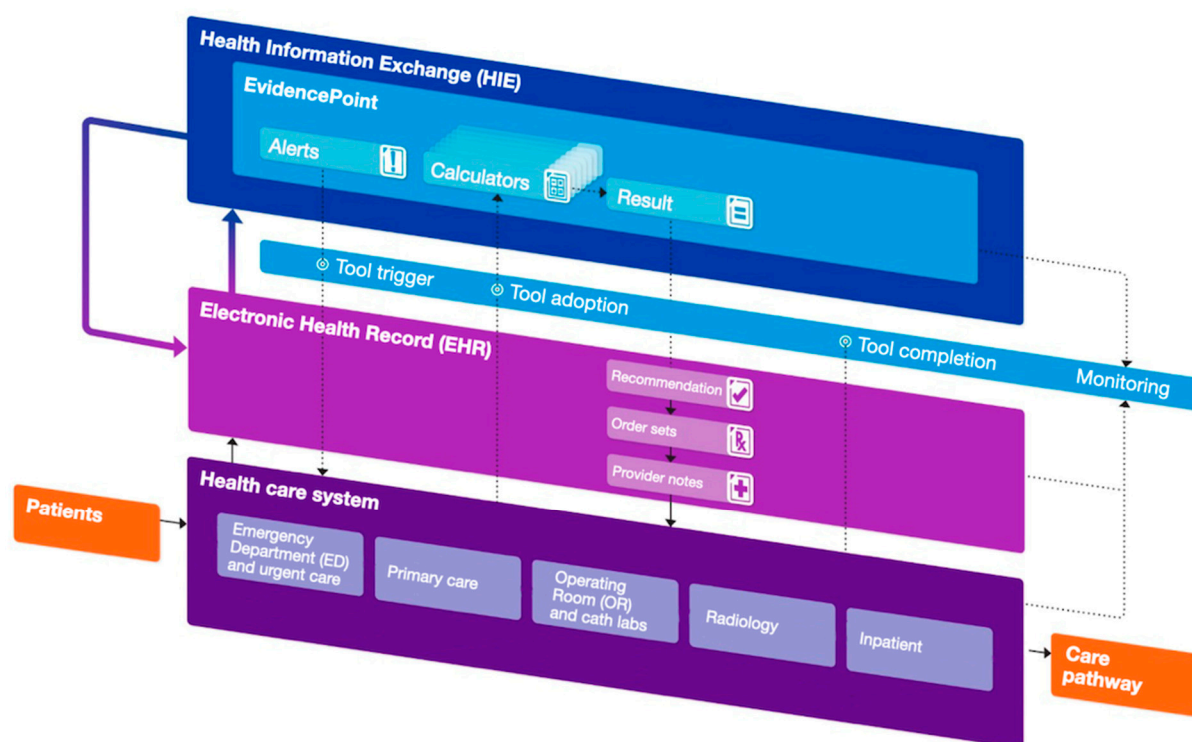 Health Information Exchange (HIE)
EvidencePoint
Alerts
Calculators
Result
Tool trigger
Tool adoption
Tool completion
Monitoring
Electronic Health Record (EHR)
Recommendation
Order sets
Rx
Provider notes
Health care system
Patients
Emergency
Department (ED)
and urgent care
Primary care
Operating
Room (OR)
and cath labs
Radiology
Inpatient
Care
pathway